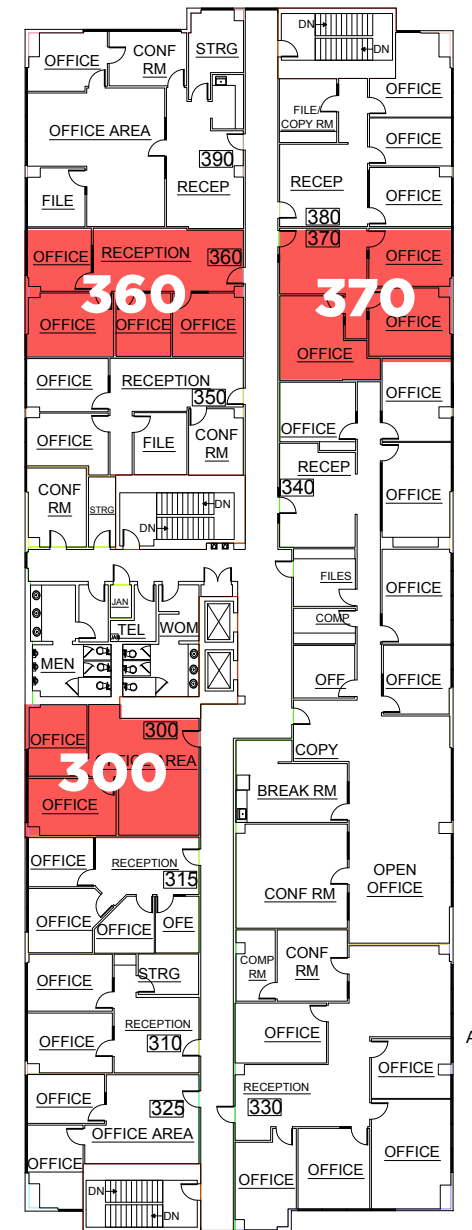 OFFICE
CONF
RM
STRG
DN
DN
OFFICE
OFFICE AREA
FILE/
COPY RM
OFFICE
390
RECEP
RECEP
FILE
OFFICE
380
370
OFFICE
RECEPTION
360
OFFICE
360
370
OFFICE
OFFICE
OFFICE
OFFICE
OFFICE
OFFICE
RECEPTION
350
OFFICE
OFFICE
OFFICE
FILE
CONF
RM
RECEP
340
CONF
RM
STRG
OFFICE
DN
DN
FILES
JAN
OFFICE
TEL
WOM
COMP
MEN
OFF
OFFICE
300
OFFICE
OFFICE AREA
300
COPY
OFFICE
BREAK RM
OFFICE
RECEPTION
315
OPEN
OFFICE
CONF RM
OFFICE
OFFICE
OFE
COMP
RM
CONF
RM
OFFICE
STRG
RECEPTION
310
OFFICE
OFFICE
A
OFFICE
RECEPTION
330
OFFICE
325
OFFICE AREA
OFFICE
OFFICE
OFFICE
OFFICE
DN
DN